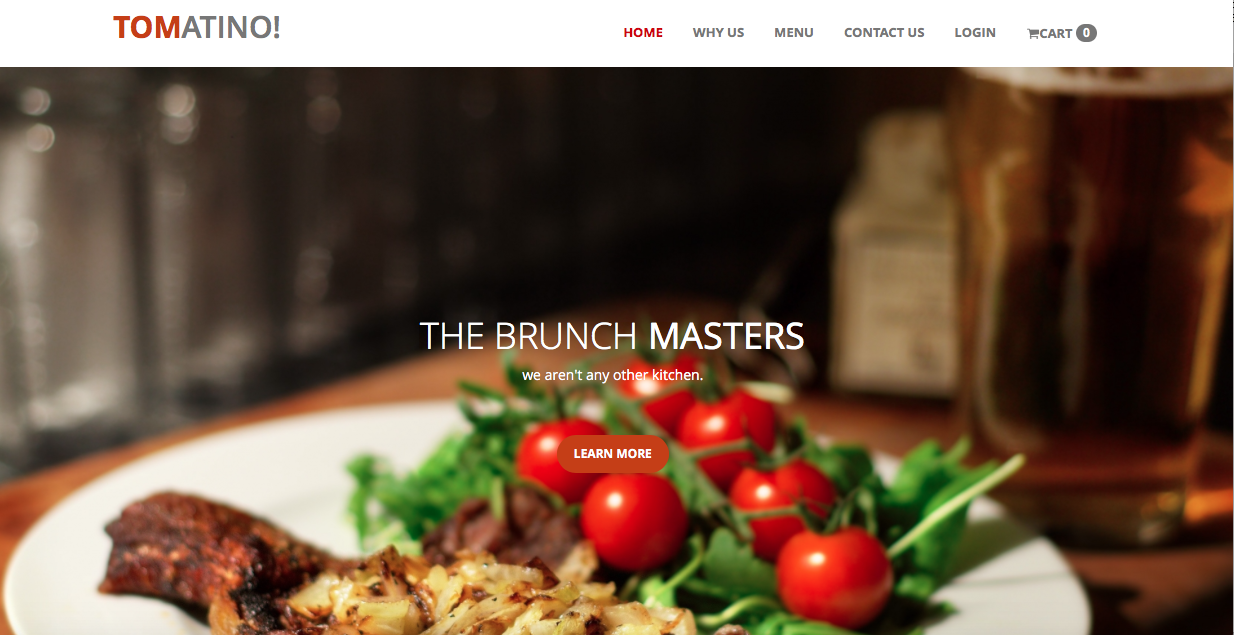 TOMATINO!
HOME WHY US MENU CONTACT US LOGIN CART 0
THE BRUNCH MASTERS
we aren't any other kitchen.
LEARN MORE